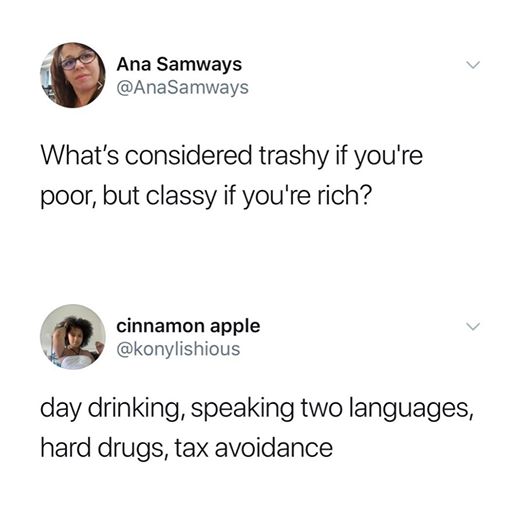 Ana Samways
@AnaSamways
What's considered trashy if you're
poor, but classy if you're rich?
cinnamon apple
@konylishious
day drinking, speaking two languages,
hard drugs, tax avoidance